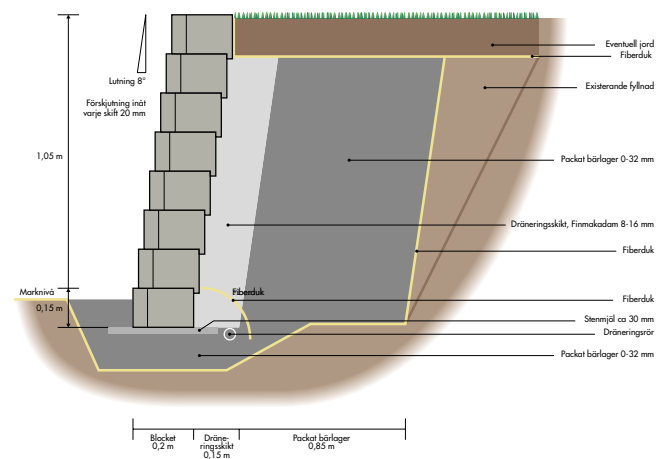 Eventuell jord
Fiberduk
Lutning 8°
Existerande fyllnad
Förskjutning inåt
varje skift 20 mm
1,05 m
Packat bärlager 0-32 mm
Dräneringsskikt, Finmakadam 8-16 mm
Fiberduk
Marknivå
Fiberduk
Fiberduk
0,15 m
Stenmjöl ca 30 mm
Dräneringsrör
Packat bärlager 0-32 mm
Blocket
0,2 m
Dräne-
ringsskikt
0,15 m
Packat bärlager
0,85 m